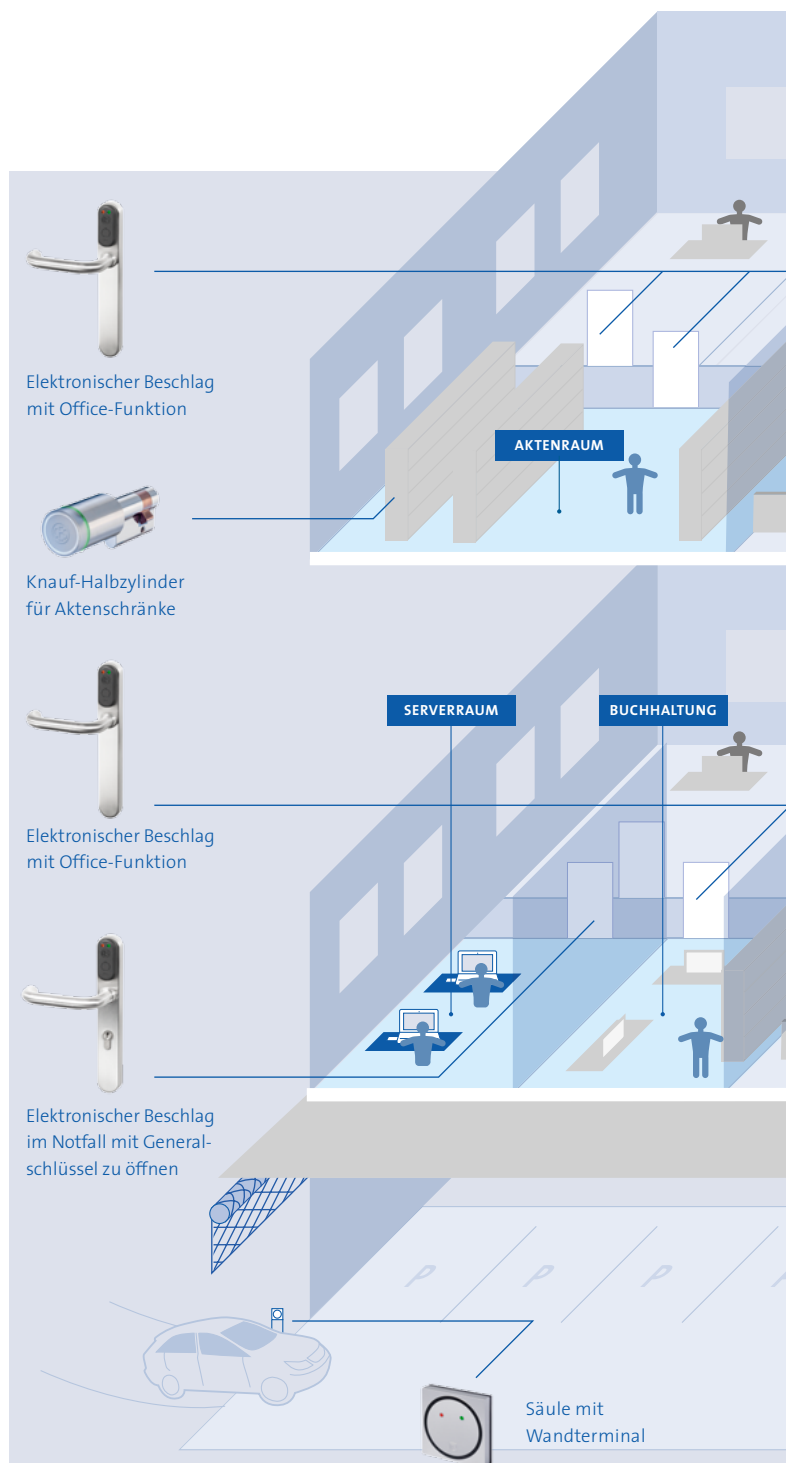 Elektronischer Beschlag
mit Office-Funktion
AKTENRAUM
Knauf-Halbzylinder
für Aktenschränke
SERVERRAUM
BUCHHALTUNG
Elektronischer Beschlag
mit Office-Funktion
Elektronischer Beschlag
im Notfall mit General-
schlüssel zu öffnen
P P P P
Säule mit
Wandterminal